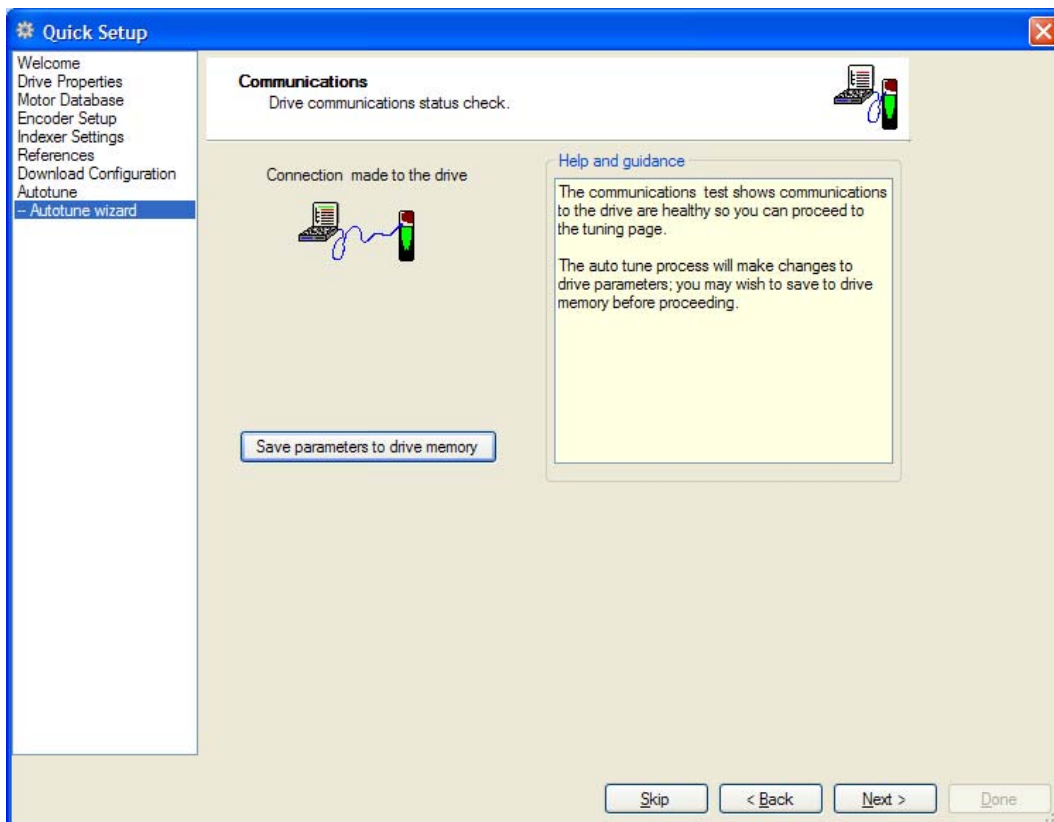 Quick Setup
Welcome
Drive Properties
Motor Database
Encoder Setup
Indexer Settings
References
Download Configuration
Autotune
-- Autotune wizard
Communications
Drive communications status check.
Connection made to the drive
Save parameters to drive memory
Help and guidance
The communications test shows communications
to the drive are healthy so you can proceed to
the tuning page.
The auto tune process will make changes to
drive parameters; you may wish to save to drive
memory before proceeding.
Skip
< Back
Next >
Done